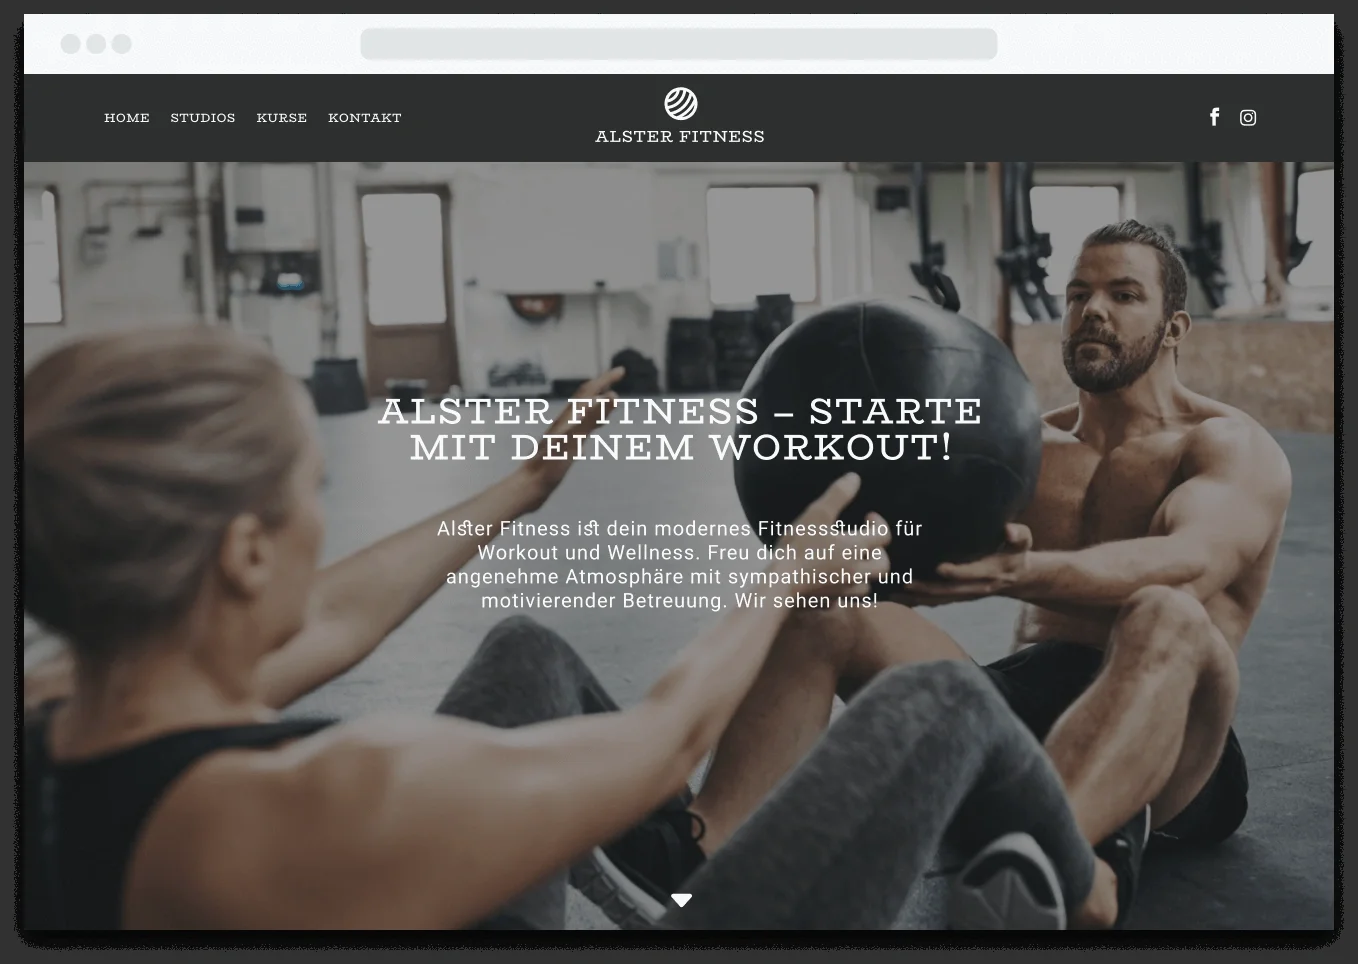 HOME STUDIOS KURSE KONTAKT
ALSTER FITNESS
ALSTER FITNESS – STARTE
MIT DEINEM WORKOUT!
Alster Fitness ist dein modernes Fitnessstudio für
Workout und Wellness. Freu dich auf eine
angenehme Atmosphäre mit sympathischer und
motivierender Betreuung. Wir sehen uns!